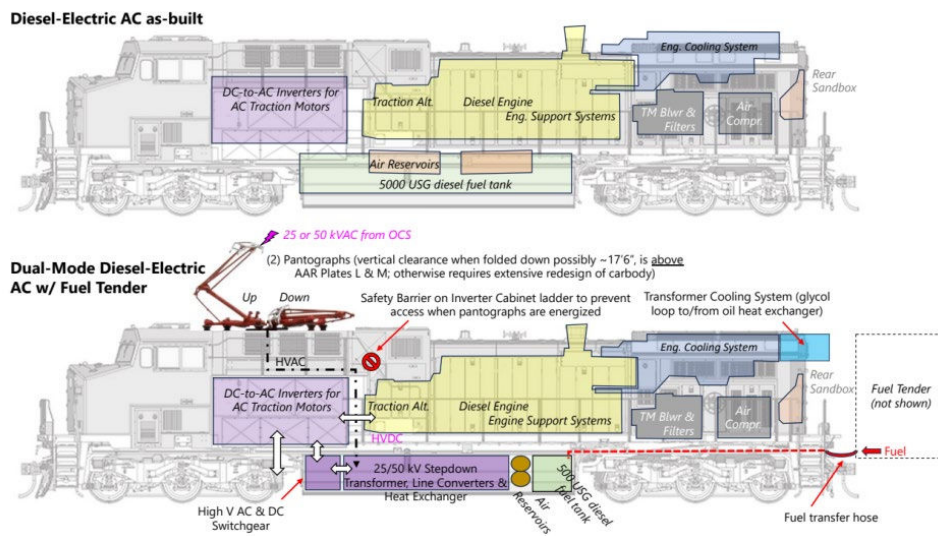 Diesel-Electric AC as-built
Eng. Cooling System
Rear
Sandbox
DC-to-AC Inverters for
AC Traction Motors
Traction Alt.
Diesel Engine
Eng. Support Systems
TM Blwr &
Filters
Air
Compr.
Air Reservoirs
5000 USG diesel fuel tank
25 or 50 kVAC from OCS
(2) Pantographs (vertical clearance when folded down possibly ~17'6", is above
AAR Plates L & M; otherwise requires extensive redesign of carbody)
Dual-Mode Diesel-Electric
AC w/ Fuel Tender
Up
Down
Safety Barrier on Inverter Cabinet ladder to prevent
access when pantographs are energized
Transformer Cooling System (glycol
loop to/from oil heat exchanger)
HVAC
Eng. Cooling System
Rear
Sandbox
Fuel Tender
(not shown)
DC-to-AC Inverters for
AC Traction Motors
Traction Alt.
Diesel Engine
Engine Support Systems
TM Blwr &
Filters
Air
Compr.
HVDC
Fuel
25/50 kV Stepdown
Transformer, Line Converters &
Heat Exchanger
Air
Reservoirs
500 USG diesel
fuel tank
High V AC & DC
Switchgear
Fuel transfer hose